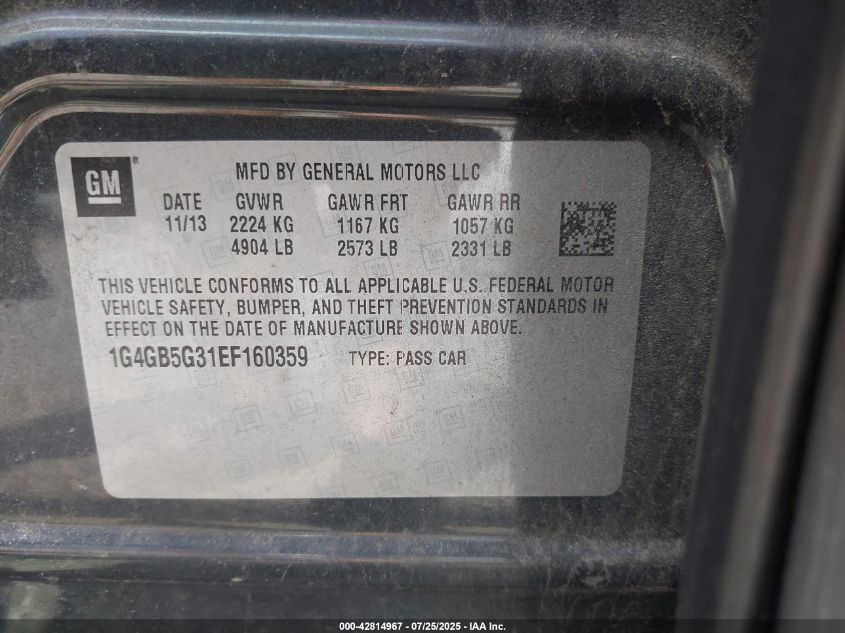 GM
MFD BY GENERAL MOTORS LLC
DATE GVWR GAWR FRT GAWR RR
11/13 2224 KG 1167 KG 1057 KG
4904 LB 2573 LB 2331 LB
THIS VEHICLE CONFORMS TO ALL APPLICABLE U.S. FEDERAL MOTOR
VEHICLE SAFETY, BUMPER, AND THEFT PREVENTION STANDARDS IN
EFFECT ON THE DATE OF MANUFACTURE SHOWN ABOVE.
1G4GB5G31EF160359 TYPE: PASS CAR
000-42814967 - 07/25/2025 - IAA Inc.